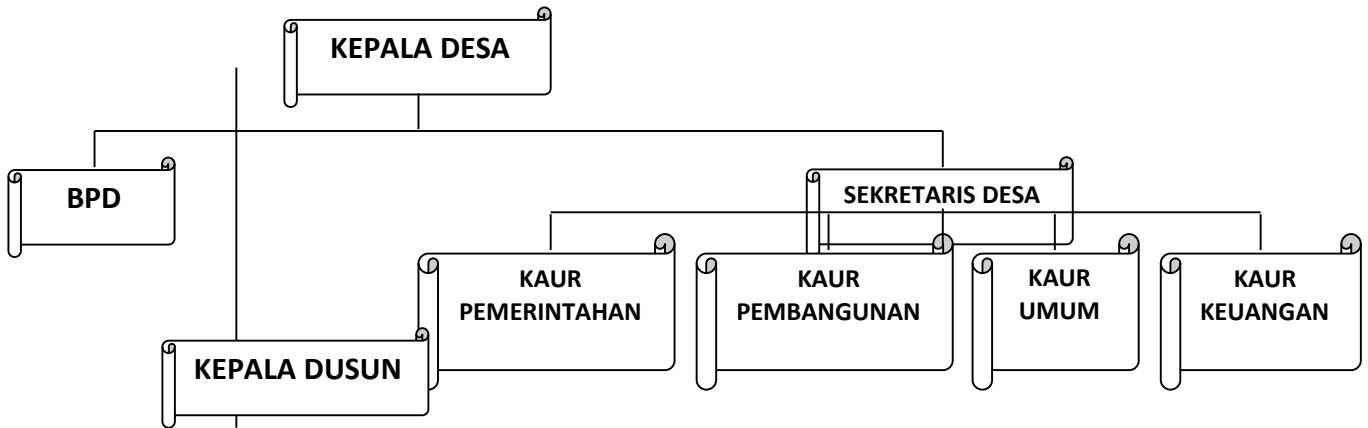 KEPALA DESA
BPD
SEKRETARIS DESA
KAUR
PEMERINTAHAN
KAUR
PEMBANGUNAN
KAUR
UMUM
KAUR
KEUANGAN
KEPALA DUSUN